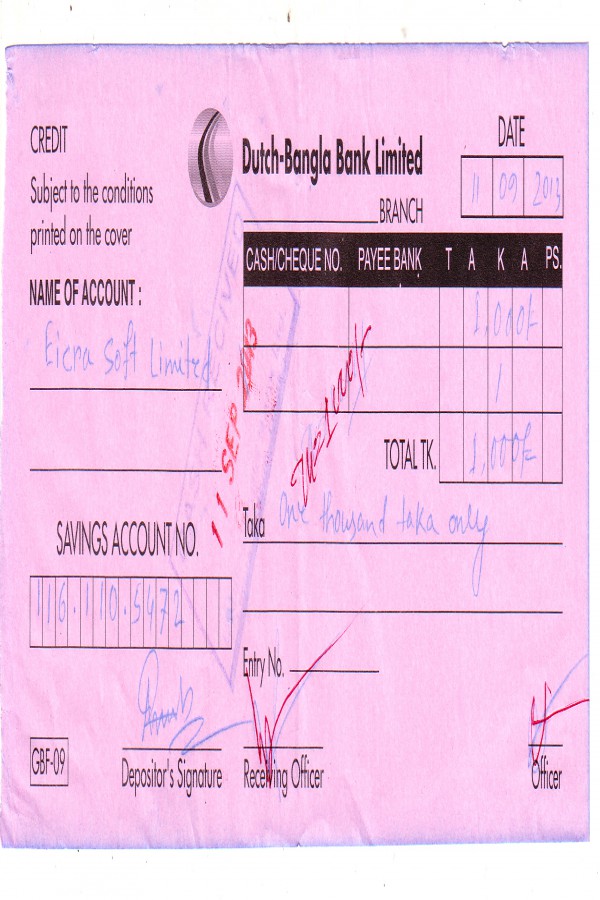 CREDIT
Subject to the conditions
printed on the cover
NAME OF ACCOUNT :
Eicra Soft Limited
SAVINGS ACCOUNT NO.
116.110.5472
GBF-09
Depositor's Signature
Dutch-Bangla Bank Limited
BRANCH
DATE
11 09 2013
CASH/CHEQUE NO. PAYEE BANK T A K A PS.
1,000/-
/
TOTAL TK. 1,000/-
11 SEP 2013
Tk=1000/-
Taka One thousand taka only
Entry No.
Receiving Officer
Officer